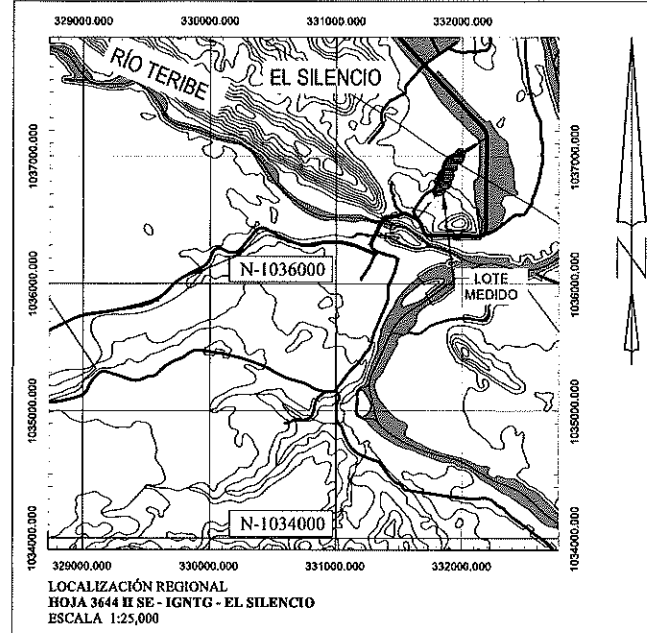 329000.000 330000.000 331000.000 332000.000
RÍO TERIBE
EL SILENCIO
1037000.000
1037000.000
N-1036000
LOTE
MEDIDO
1036000.000
1036000.000
1035000.000
1035000.000
N-1034000
1034000.000
1034000.000
329000.000 330000.000 331000.000 332000.000
N
LOCALIZACIÓN REGIONAL
HOJA 3644 II SE - IGNTG - EL SILENCIO
ESCALA 1:25,000